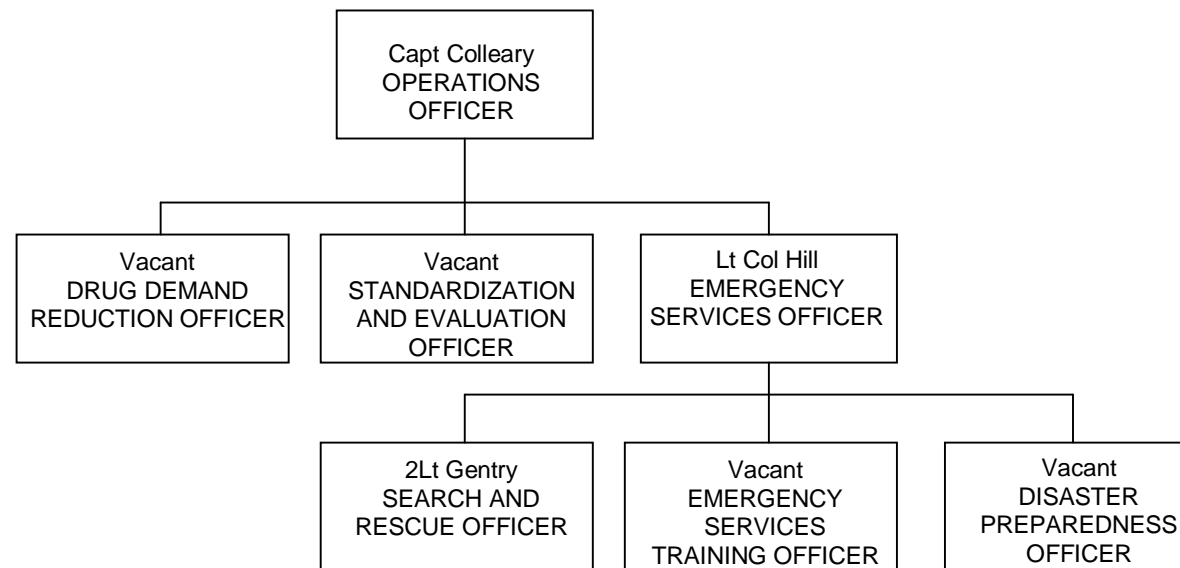 Capt Colleary
OPERATIONS
OFFICER
Vacant
DRUG DEMAND
REDUCTION OFFICER
Vacant
STANDARDIZATION
AND EVALUATION
OFFICER
Lt Col Hill
EMERGENCY
SERVICES OFFICER
2Lt Gentry
SEARCH AND
RESCUE OFFICER
Vacant
EMERGENCY
SERVICES
TRAINING OFFICER
Vacant
DISASTER
PREPAREDNESS
OFFICER